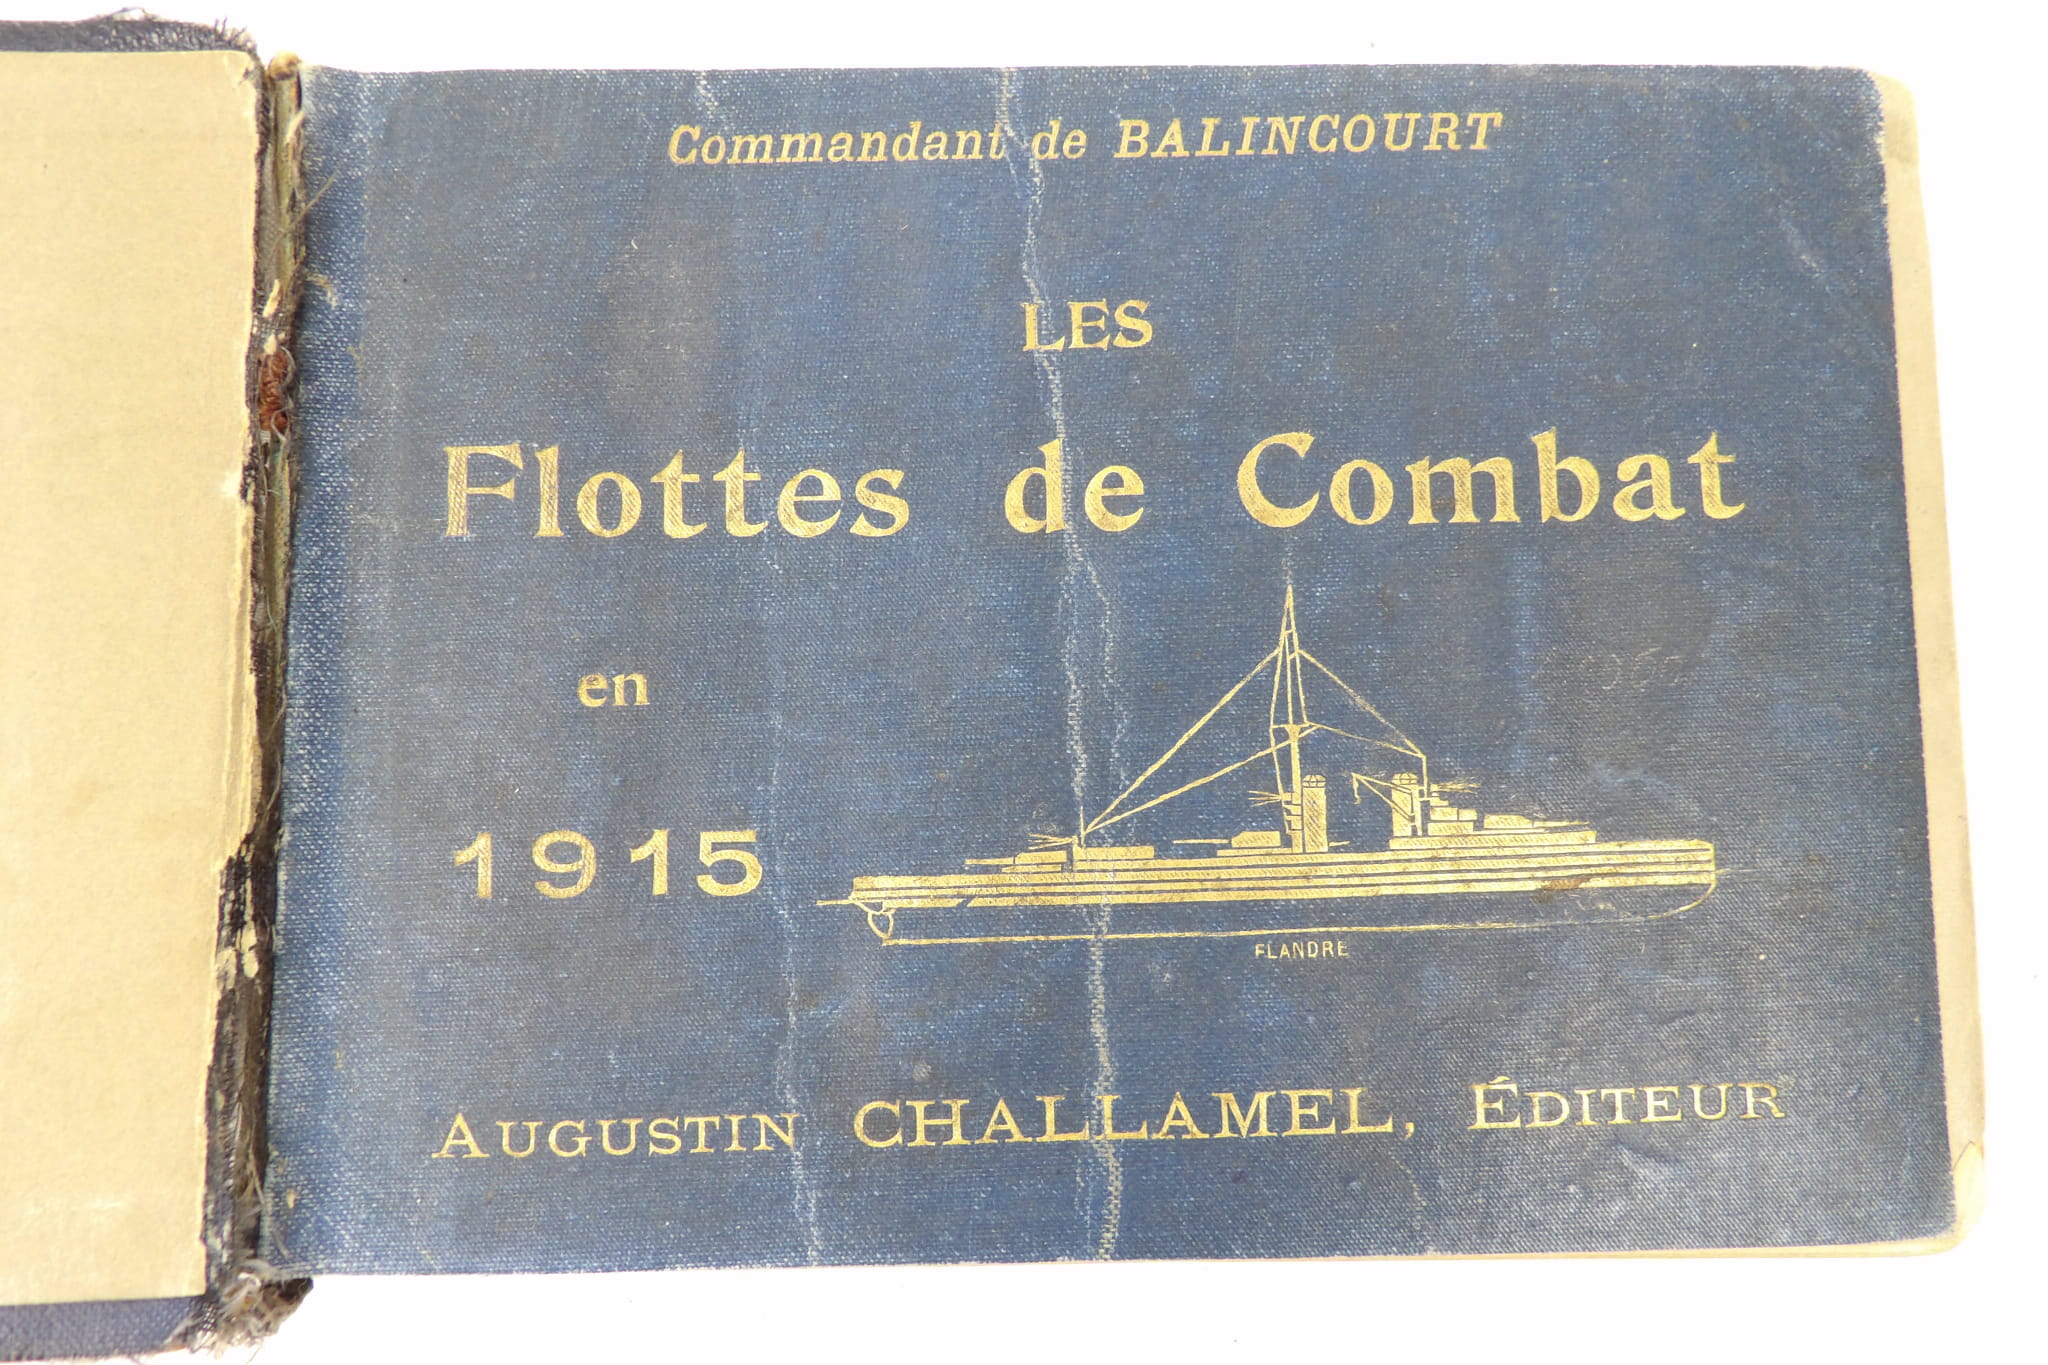 Commandant de BALINCOURT
LES
Flottes de Combat
en
1915
FLANDRE
AUGUSTIN CHALLAMEL, ÉDITEUR